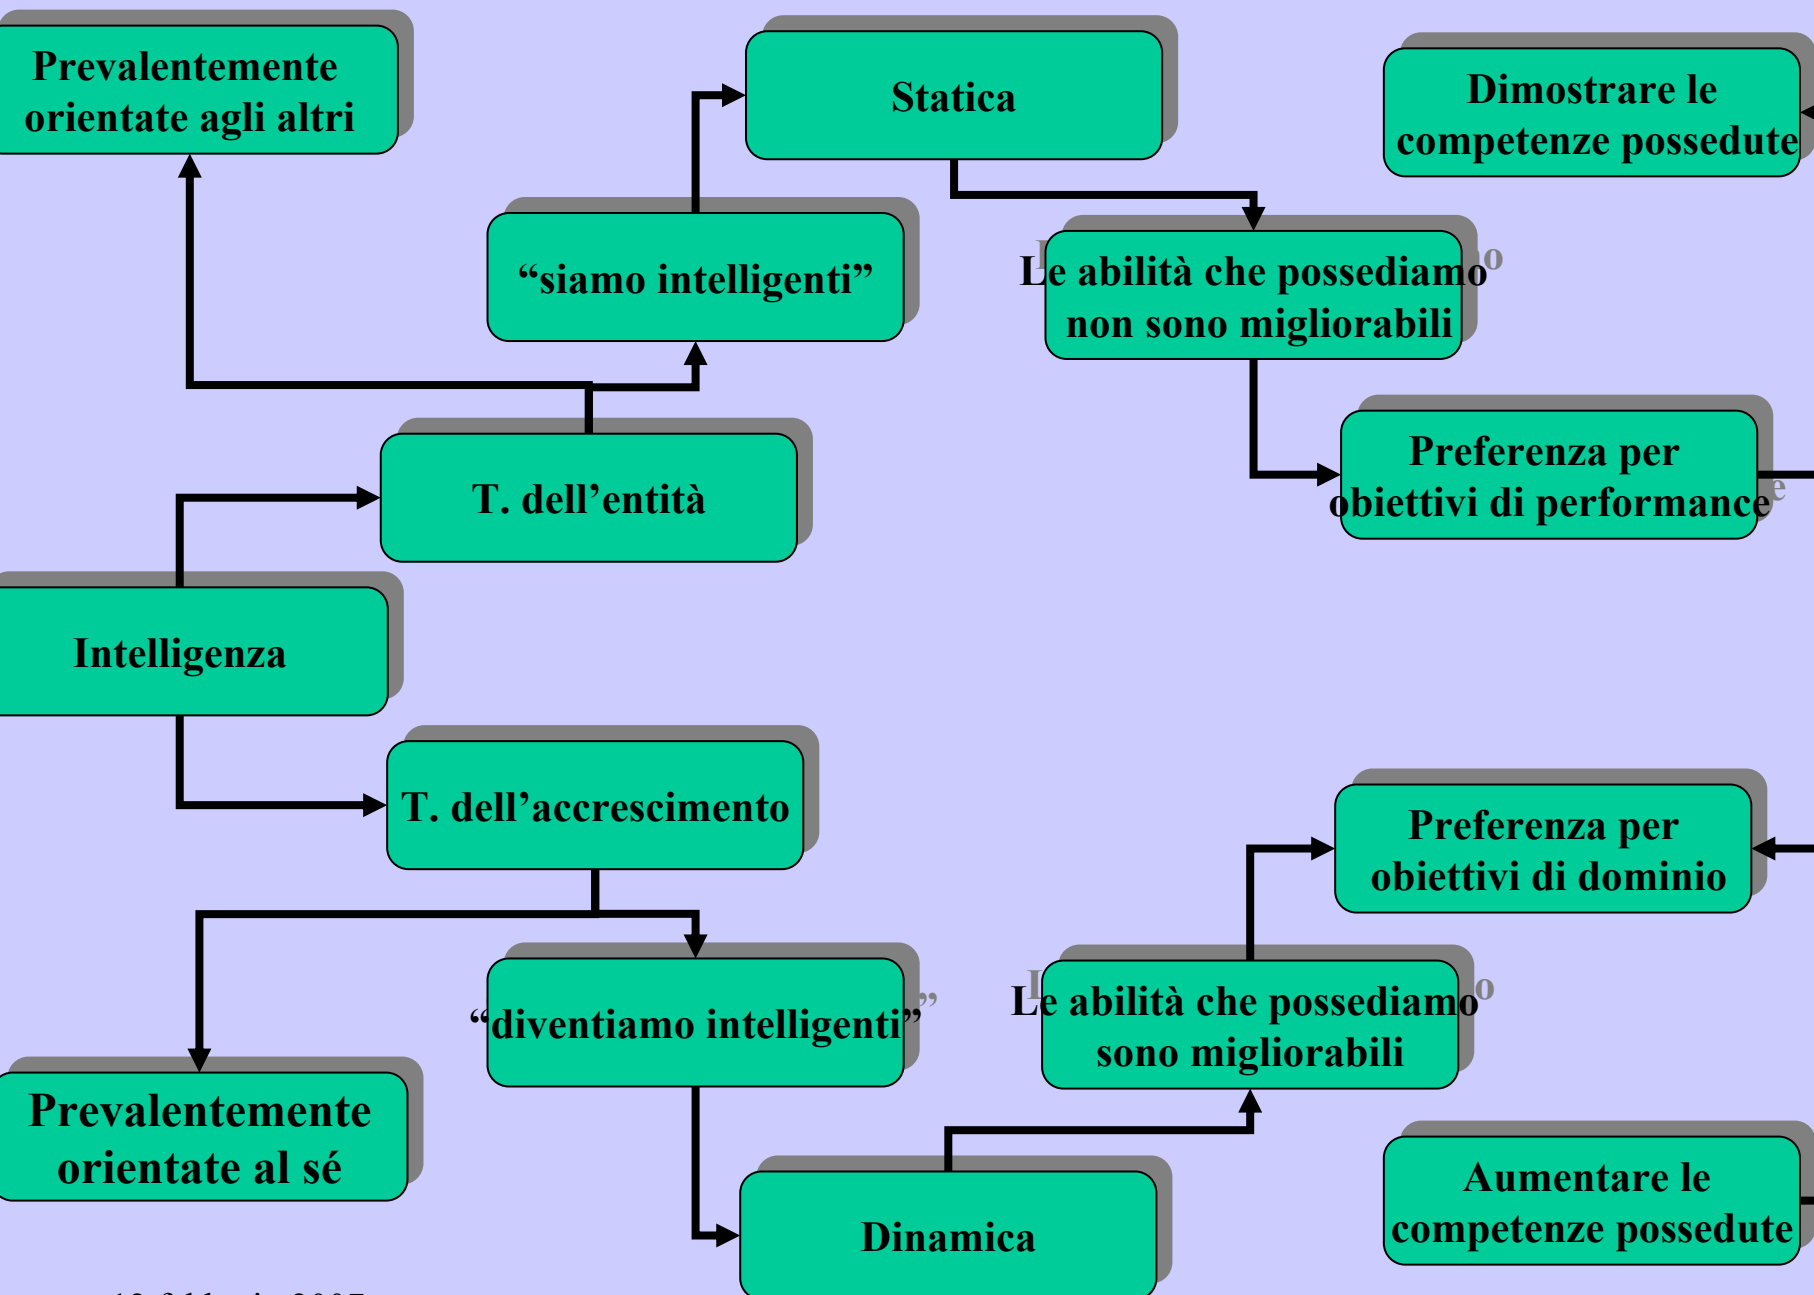 Prevalentemente
orientate agli altri
Statica
Dimostrare le
competenze possedute
“siamo intelligenti”
Le abilità che possediamo
non sono migliorabili
T. dell’entità
Preferenza per
obiettivi di performance
Intelligenza
T. dell’accrescimento
Preferenza per
obiettivi di dominio
“diventiamo intelligenti”
Le abilità che possediamo
sono migliorabili
Prevalentemente
orientate al sé
Aumentare le
competenze possedute
Dinamica